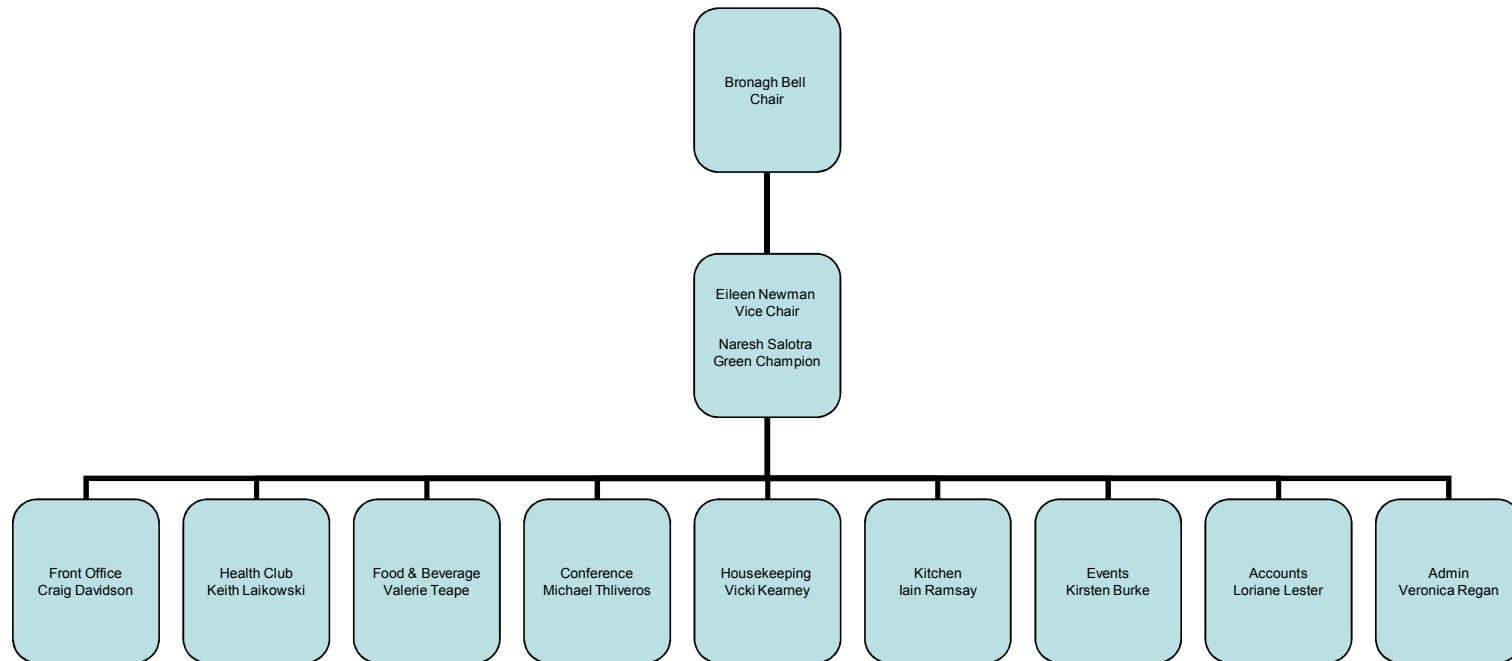 Bronagh Bell
Chair
Eileen Newman
Vice Chair
Naresh Salotra
Green Champion
Front Office
Craig Davidson
Health Club
Keith Laikowski
Food & Beverage
Valerie Teape
Conference
Michael Thliveros
Housekeeping
Vicki Kearney
Kitchen
Iain Ramsay
Events
Kirsten Burke
Accounts
Loriane Lester
Admin
Veronica Regan